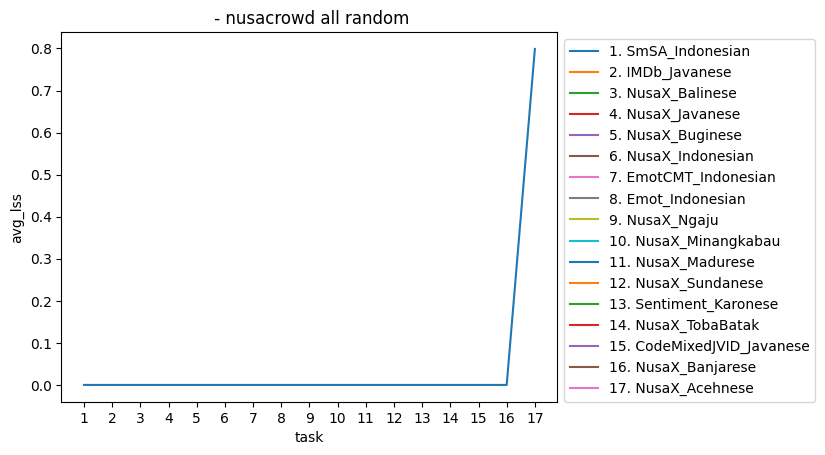 - nusacrowd all random
0.8
0.7
0.6
0.5
0.4
0.3
0.2
0.1
0.0
avg_lss
1 2 3 4 5 6 7 8 9 10 11 12 13 14 15 16 17
task
1. SmSA_Indonesian
2. IMDb_Javanese
3. NusaX_Balinese
4. NusaX_Javanese
5. NusaX_Buginese
6. NusaX_Indonesian
7. EmotCMT_Indonesian
8. Emot_Indonesian
9. NusaX_Ngaju
10. NusaX_Minangkabau
11. NusaX_Madurese
12. NusaX_Sundanese
13. Sentiment_Karonese
14. NusaX_TobaBatak
15. CodeMixedJVID_Javanese
16. NusaX_Banjarese
17. NusaX_Acehnese